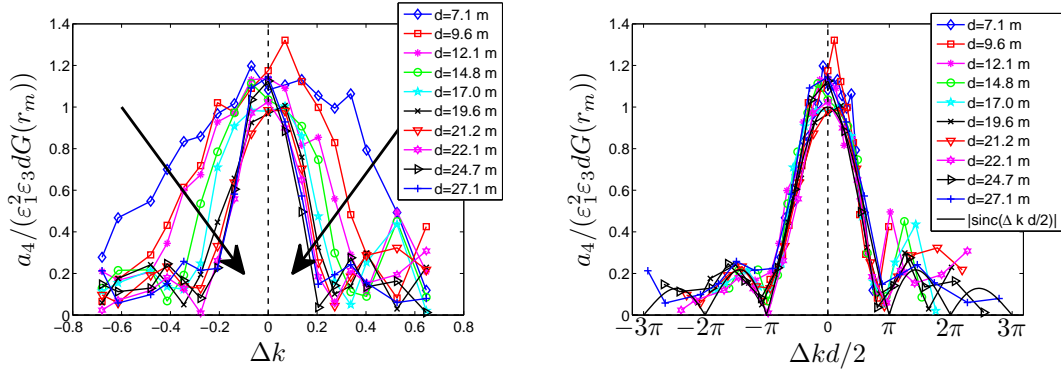 a₄/(ε₁²ε₃dG(rₘ))
1.4
1.2
1
0.8
0.6
0.4
0.2
0
−0.8 −0.6 −0.4 −0.2 0 0.2 0.4 0.6 0.8
Δk
d=7.1 m
d=9.6 m
d=12.1 m
d=14.8 m
d=17.0 m
d=19.6 m
d=21.2 m
d=22.1 m
d=24.7 m
d=27.1 m
a₄/(ε₁²ε₃dG(rₘ))
1.4
1.2
1
0.8
0.6
0.4
0.2
0
−3π −2π −π 0 π 2π 3π
Δkd/2
d=7.1 m
d=9.6 m
d=12.1 m
d=14.8 m
d=17.0 m
d=19.6 m
d=21.2 m
d=22.1 m
d=24.7 m
d=27.1 m
|sinc(Δ k d/2)|